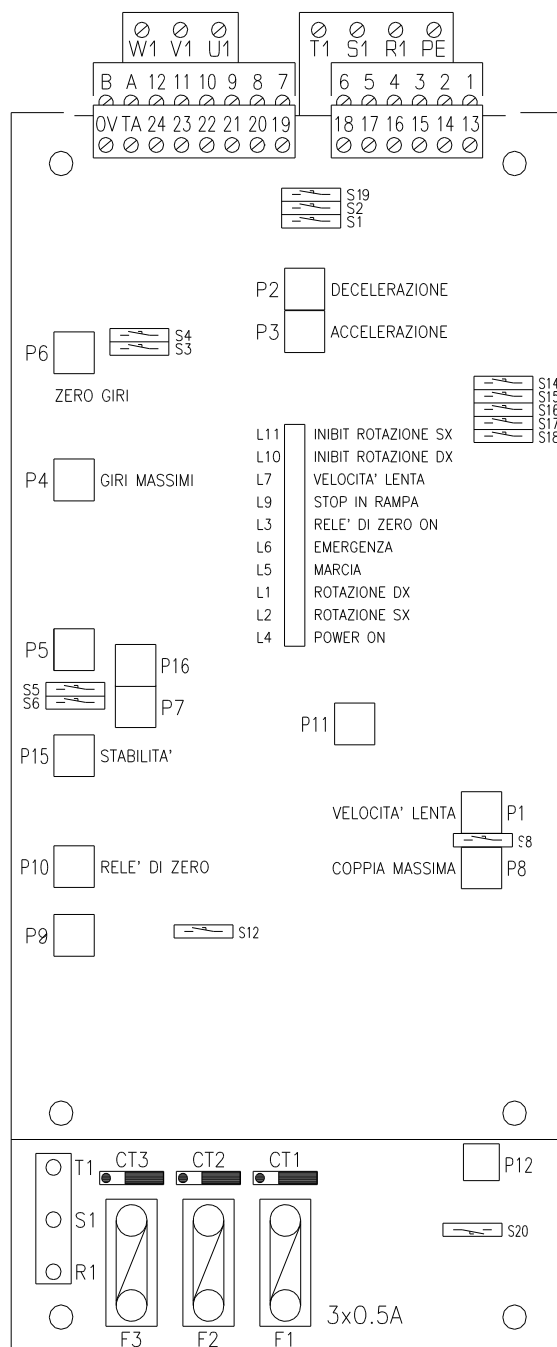 W1 V1 U1 T1 S1 R1 PE
B A 12 11 10 9 8 7 6 5 4 3 2 1
0V TA 24 23 22 21 20 19 18 17 16 15 14 13
S19
S2
S1
P2 DECELERAZIONE
P3 ACCELERAZIONE
S4
S3
P6
ZERO GIRI
S14
S15
S16
S17
S18
P4 GIRI MASSIMI
L11 INIBIT ROTAZIONE SX
L10 INIBIT ROTAZIONE DX
L7 VELOCITA' LENTA
L9 STOP IN RAMPA
L3 RELE' DI ZERO ON
L6 EMERGENZA
L5 MARCIA
L1 ROTAZIONE DX
L2 ROTAZIONE SX
L4 POWER ON
P5
P16
S5
S6
P7
P11
P15 STABILITA'
VELOCITA' LENTA P1
S8
COPPIA MASSIMA P8
P10 RELE' DI ZERO
P9
S12
T1 CT3 CT2 CT1 P12
S1
S20
R1
3x0.5A
F3 F2 F1